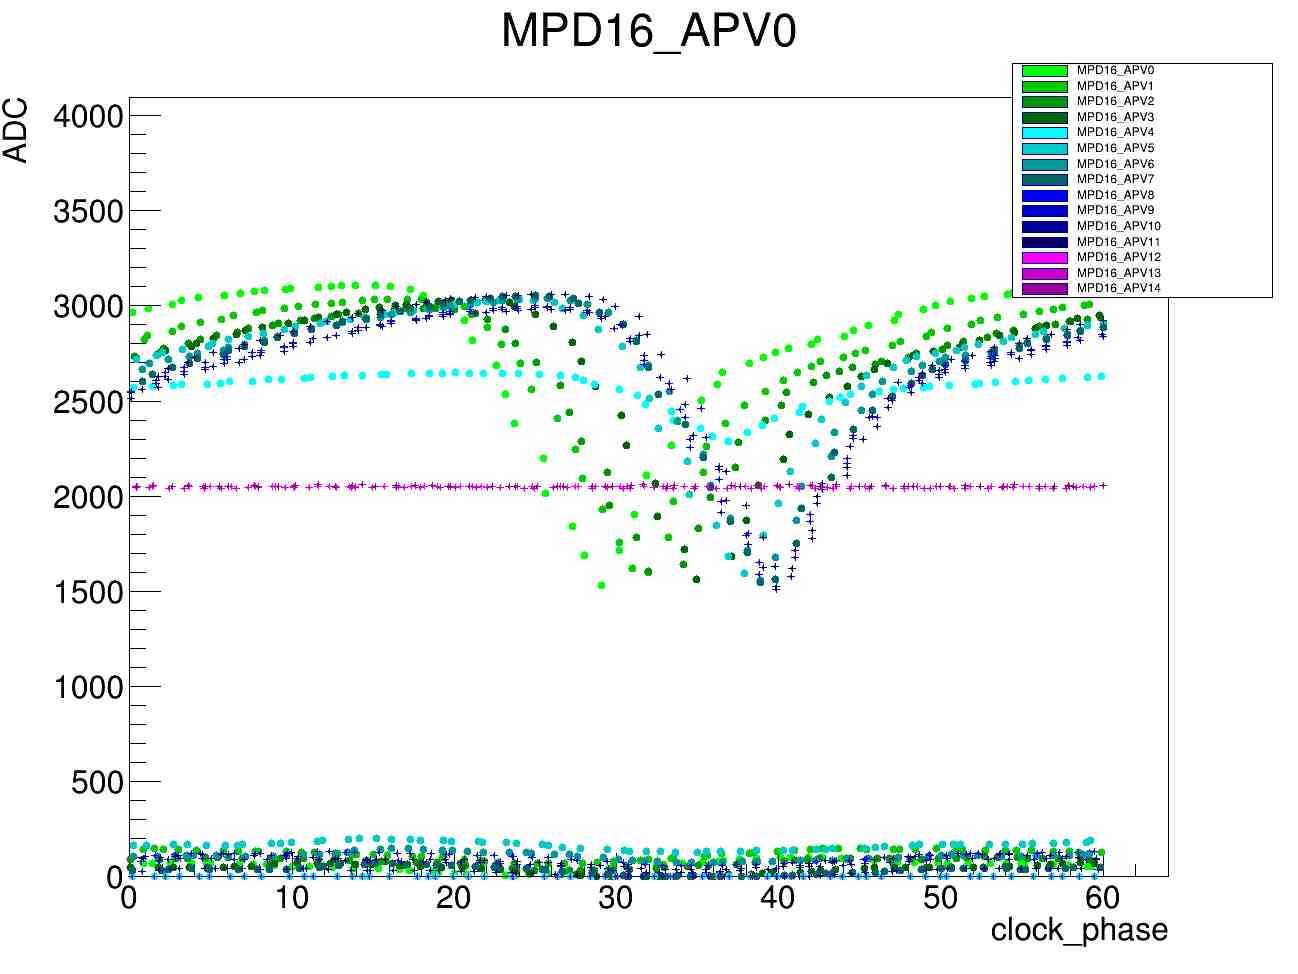 MPD16_APV0
ADC
4000
3500
3000
2500
2000
1500
1000
500
0
0 10 20 30 40 50 60
clock_phase
MPD16_APV0
MPD16_APV1
MPD16_APV2
MPD16_APV3
MPD16_APV4
MPD16_APV5
MPD16_APV6
MPD16_APV7
MPD16_APV8
MPD16_APV9
MPD16_APV10
MPD16_APV11
MPD16_APV12
MPD16_APV13
MPD16_APV14